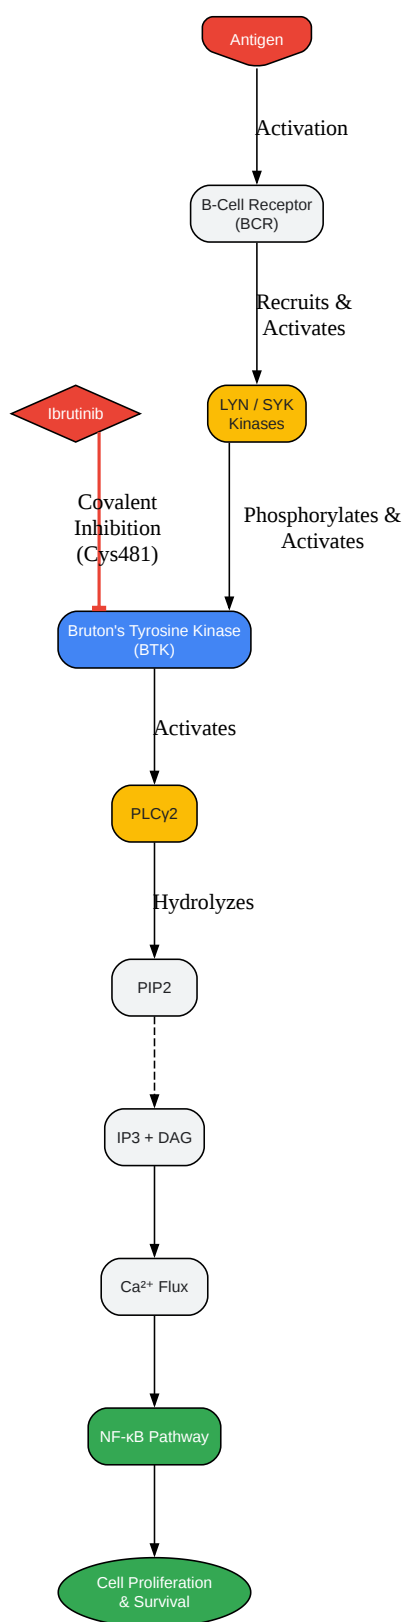 Antigen
Activation
B-Cell Receptor
(BCR)
Recruits &
Activates
Ibrutinib
LYN / SYK
Kinases
Covalent
Inhibition
(Cys481)
Phosphorylates &
Activates
Bruton's Tyrosine Kinase
(BTK)
Activates
PLCγ2
Hydrolyzes
PIP2
IP3 + DAG
Ca²⁺ Flux
NF-κB Pathway
Cell Proliferation
& Survival